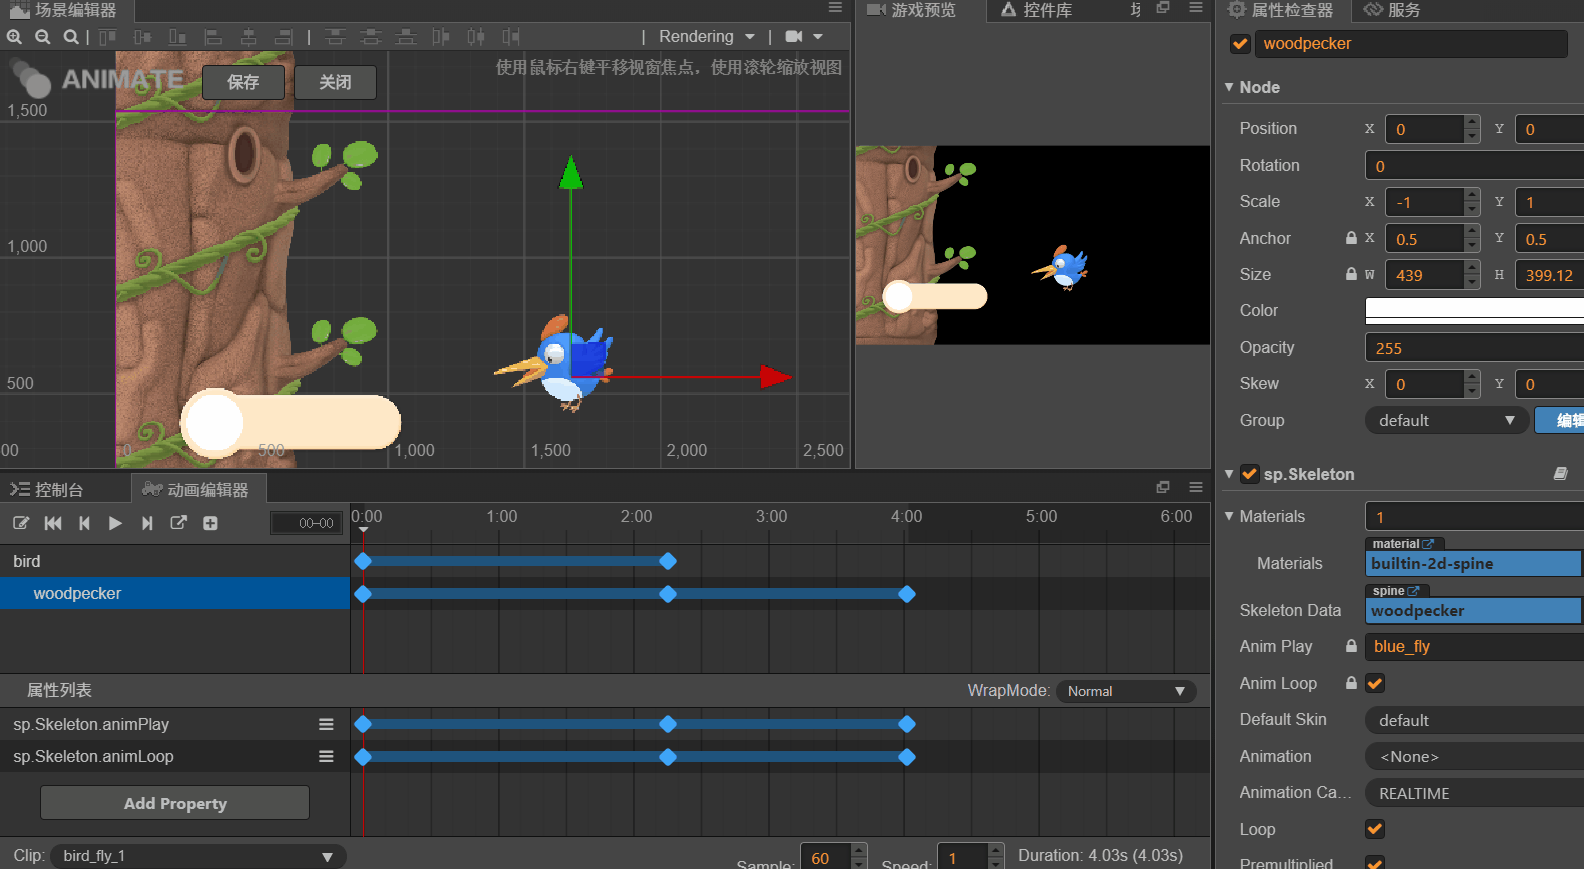 场景编辑器
Rendering
ANIMATE
保存
关闭
使用鼠标右键平移视窗焦点，使用滚轮缩放视图
1,500
1,000
500
00
0
500
1,000
1,500
2,000
2,500
游戏预览
控件库
属性检查器
服务
woodpecker
Node
Position X 0 Y 0
Rotation 0
Scale X -1 Y 1
Anchor X 0.5 Y 0.5
Size W 439 H 399.12
Color
Opacity 255
Skew X 0 Y 0
Group default 编辑
sp.Skeleton
Materials 1
material
Materials builtin-2d-spine
spine
Skeleton Data woodpecker
Anim Play blue_fly
Anim Loop
Default Skin default
Animation <None>
Animation Ca... REALTIME
Loop
Premultiplied
控制台
动画编辑器
00-00
0:00 1:00 2:00 3:00 4:00 5:00 6:00
bird
woodpecker
属性列表
WrapMode: Normal
sp.Skeleton.animPlay
sp.Skeleton.animLoop
Add Property
Clip: bird_fly_1
Sample: 60 Speed: 1 Duration: 4.03s (4.03s)